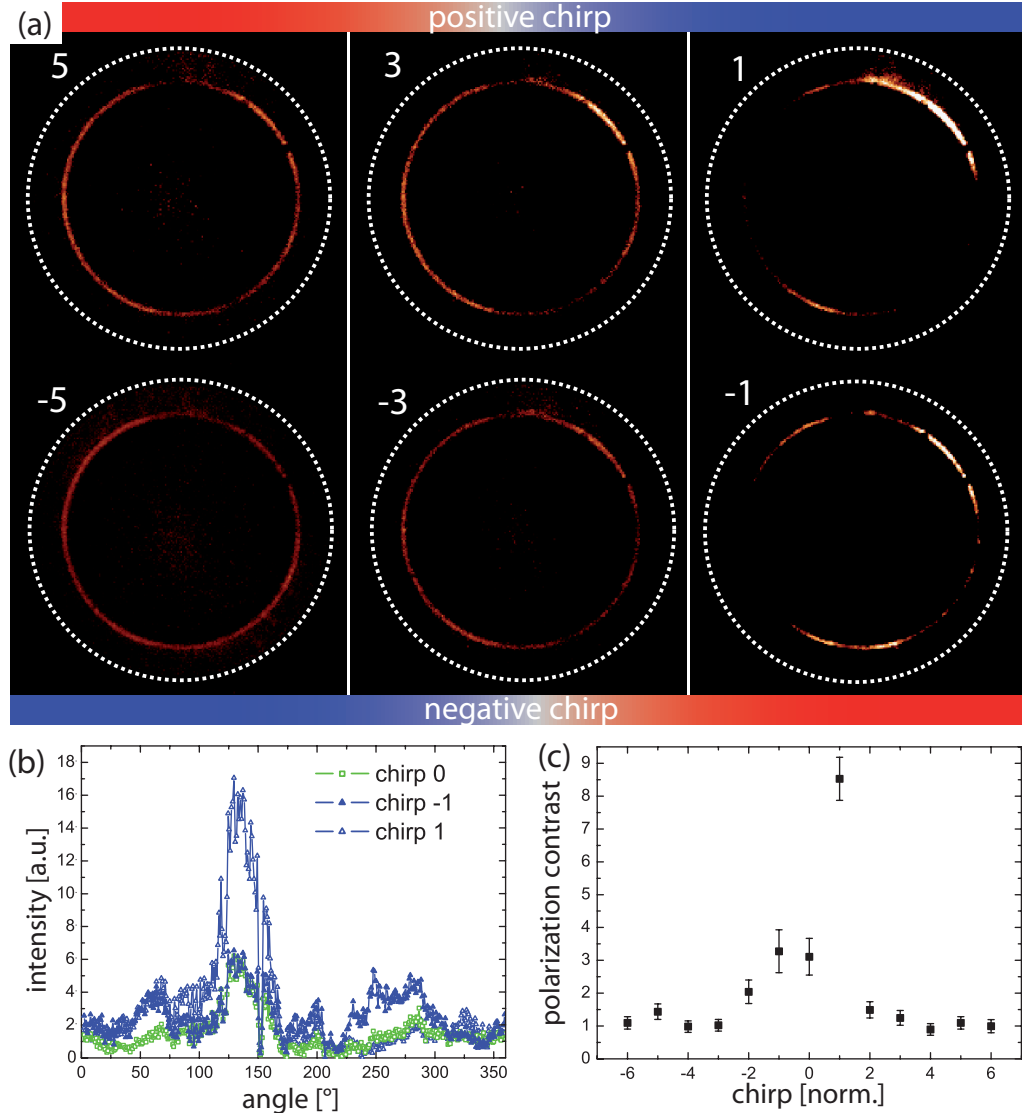 (a)
positive chirp
5
3
1
-5
-3
-1
negative chirp
(b)
18
16
14
12
10
8
6
4
2
0
0 50 100 150 200 250 300 350
intensity [a.u.]
angle [°]
chirp 0
chirp -1
chirp 1
(c)
9
8
7
6
5
4
3
2
1
0
-6 -4 -2 0 2 4 6
polarization contrast
chirp [norm.]